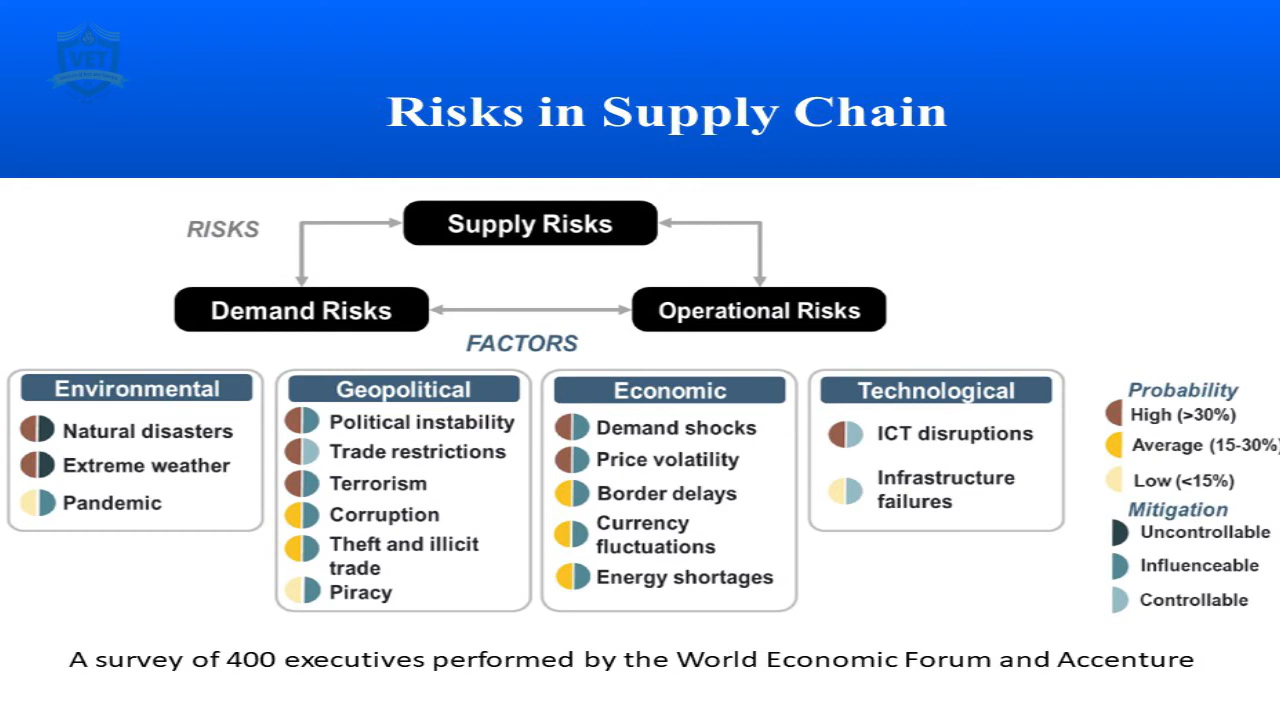 VET
Risks in Supply Chain
RISKS
Supply Risks
Demand Risks
Operational Risks
FACTORS
Environmental
Natural disasters
Extreme weather
Pandemic
Geopolitical
Political instability
Trade restrictions
Terrorism
Corruption
Theft and illicit
trade
Piracy
Economic
Demand shocks
Price volatility
Border delays
Currency
fluctuations
Energy shortages
Technological
ICT disruptions
Infrastructure
failures
Probability
High (>30%)
Average (15-30%)
Low (<15%)
Mitigation
Uncontrollable
Influenceable
Controllable
A survey of 400 executives performed by the World Economic Forum and Accenture